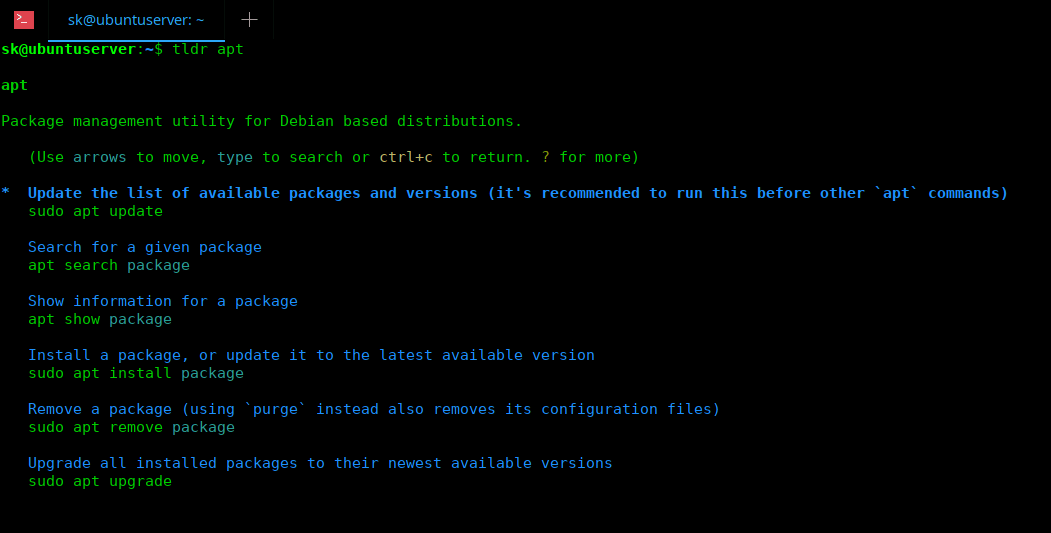 sk@ubuntuserver: ~
sk@ubuntuserver:~$ tldr apt
apt
Package management utility for Debian based distributions.
(Use arrows to move, type to search or ctrl+c to return. ? for more)
* Update the list of available packages and versions (it's recommended to run this before other `apt` commands)
sudo apt update
Search for a given package
apt search package
Show information for a package
apt show package
Install a package, or update it to the latest available version
sudo apt install package
Remove a package (using `purge` instead also removes its configuration files)
sudo apt remove package
Upgrade all installed packages to their newest available versions
sudo apt upgrade